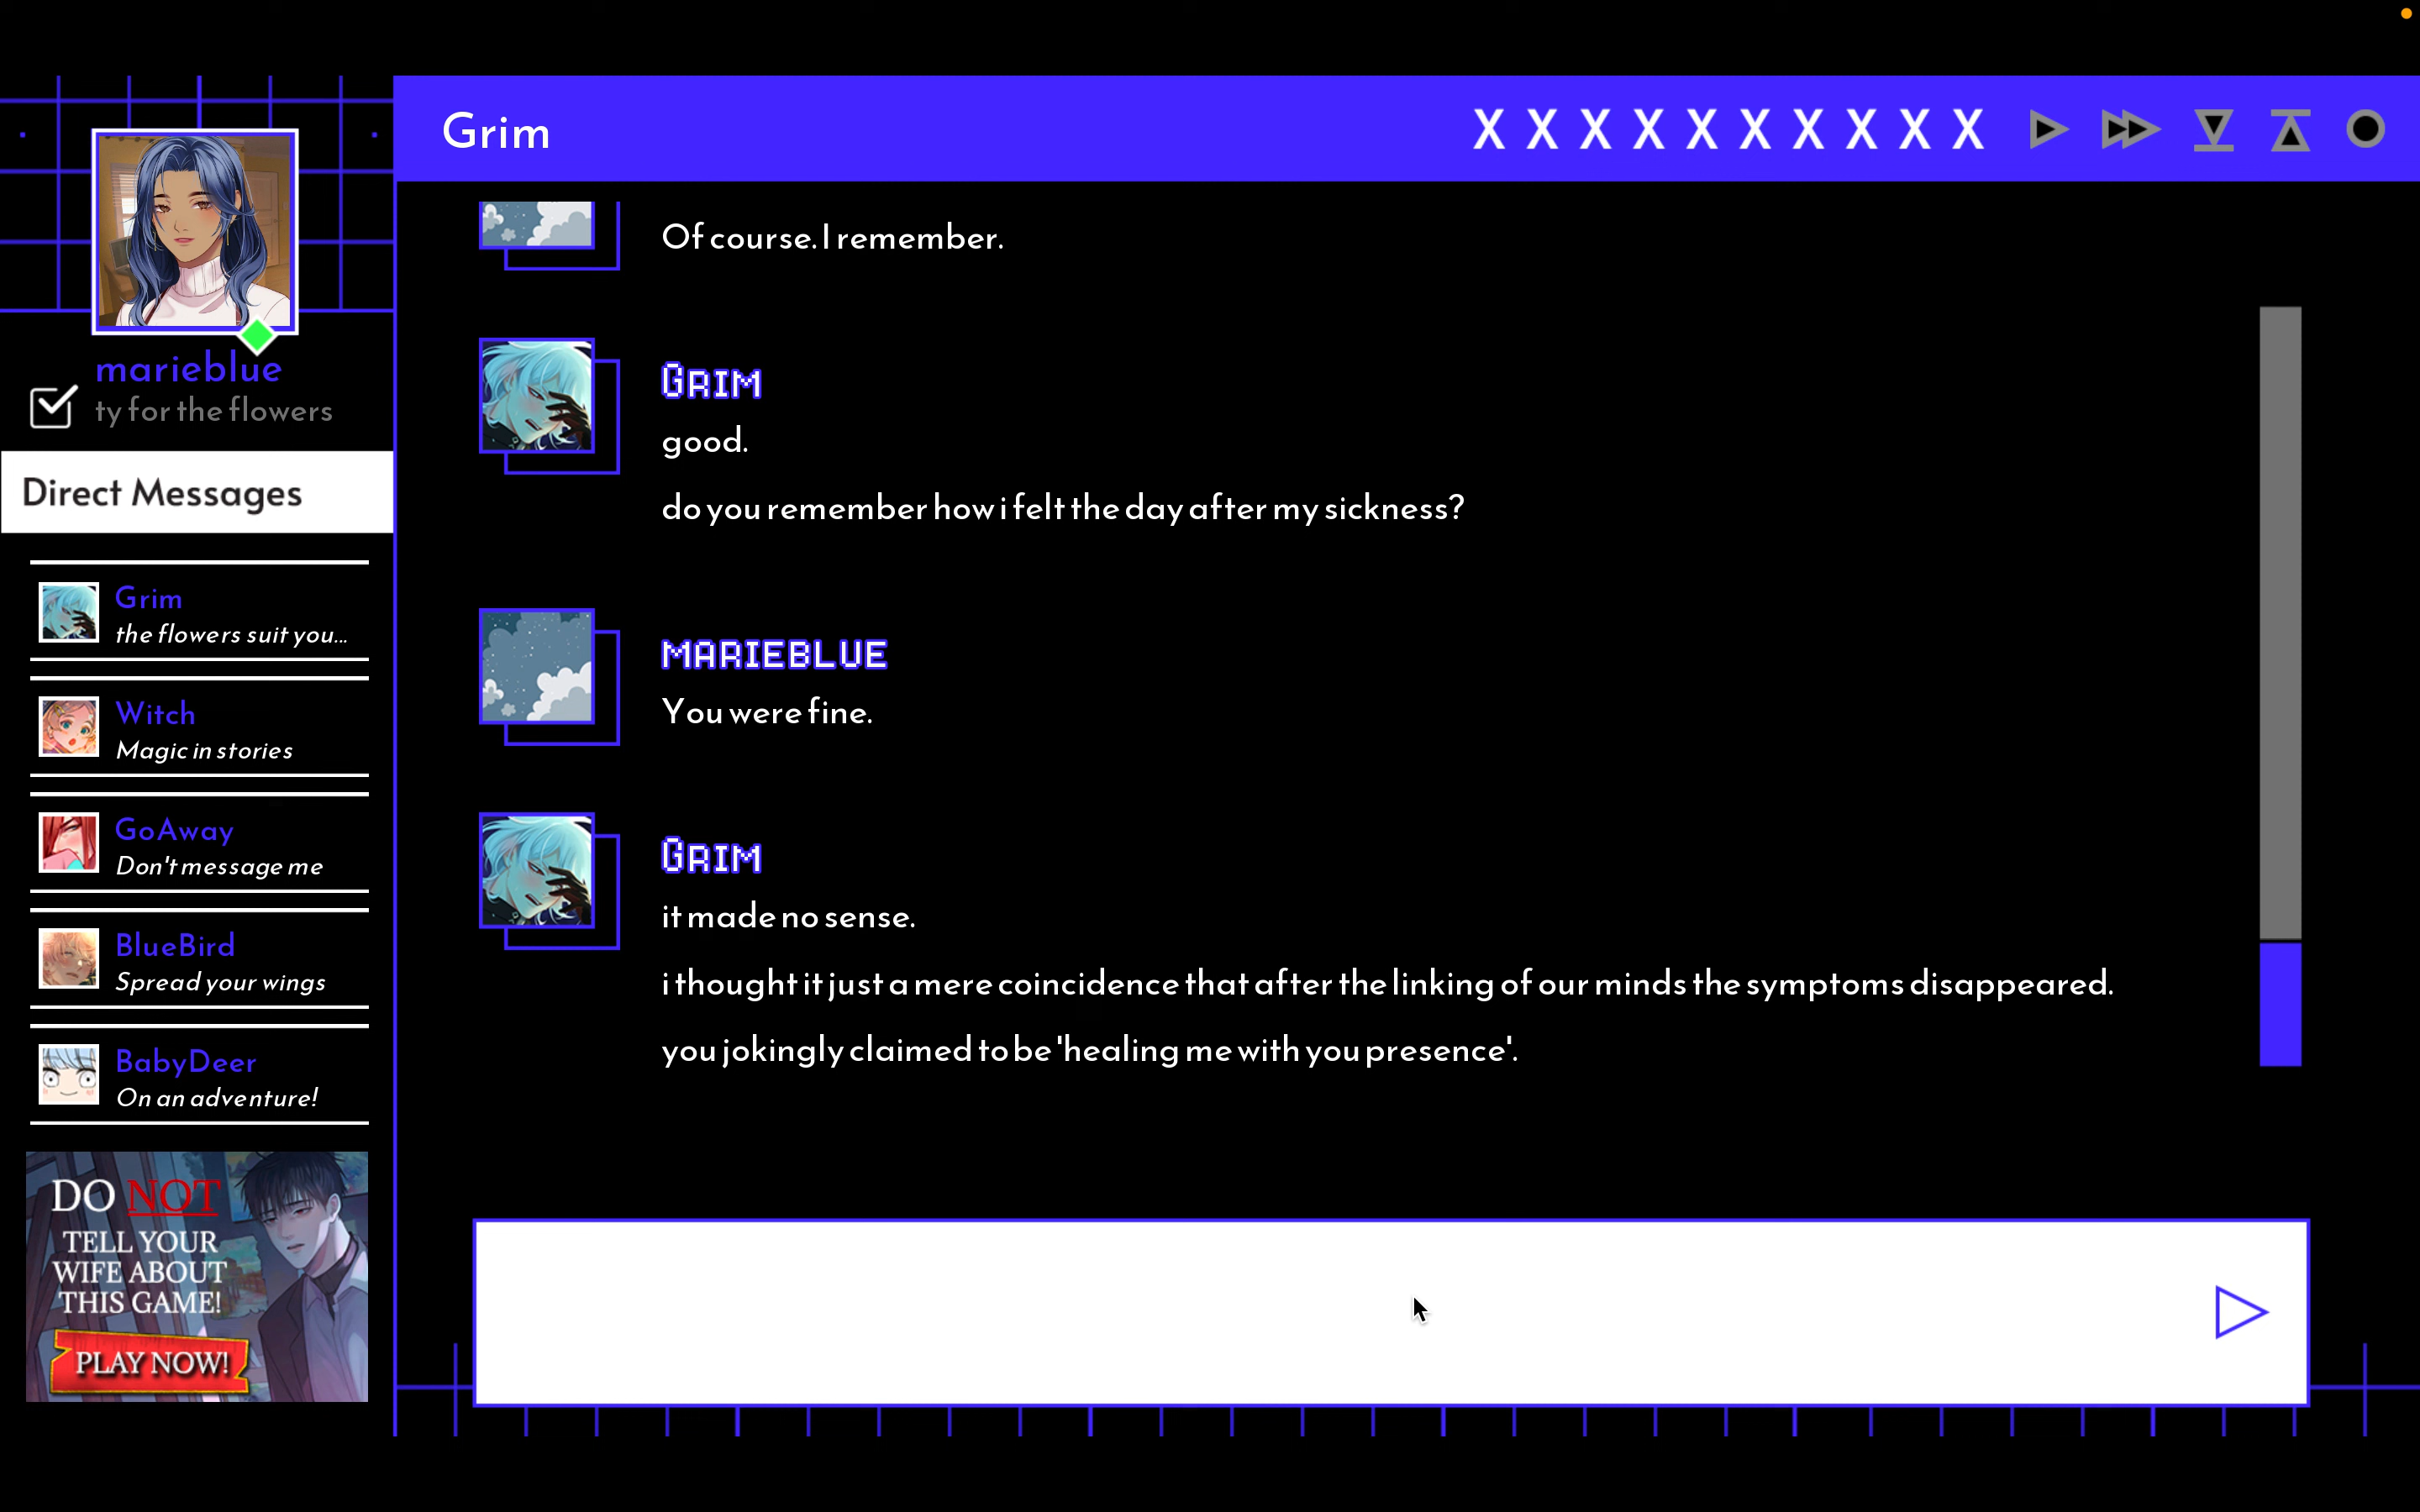 Grim
X X X X X X X X X X
marieblue
ty for the flowers
Direct Messages
Grim
the flowers suit you...
Witch
Magic in stories
GoAway
Don't message me
BlueBird
Spread your wings
BabyDeer
On an adventure!
DO NOT
TELL YOUR
WIFE ABOUT
THIS GAME!
PLAY NOW!
Of course. I remember.
GRIM
good.
do you remember how i felt the day after my sickness?
MARIEBLUE
You were fine.
GRIM
it made no sense.
i thought it just a mere coincidence that after the linking of our minds the symptoms disappeared.
you jokingly claimed to be 'healing me with you presence'.